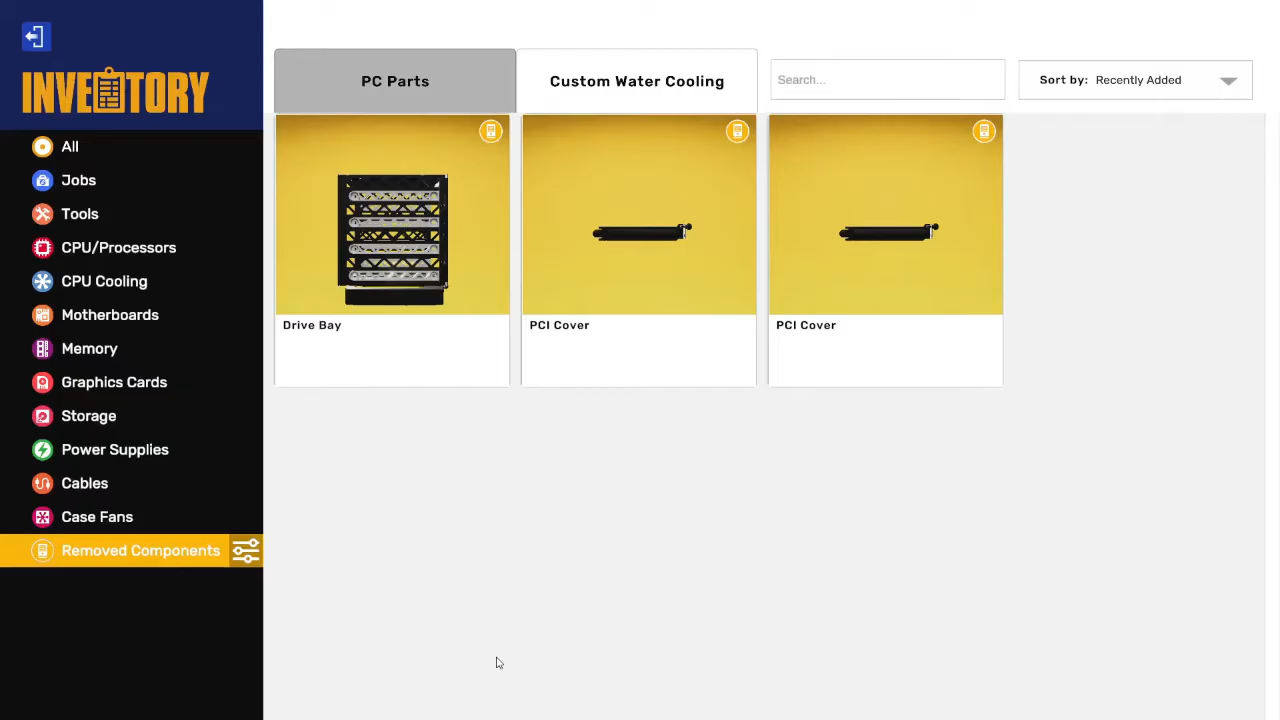 INVENTORY
All
Jobs
Tools
CPU/Processors
CPU Cooling
Motherboards
Memory
Graphics Cards
Storage
Power Supplies
Cables
Case Fans
Removed Components
PC Parts
Custom Water Cooling
Search...
Sort by: Recently Added
Drive Bay
PCI Cover
PCI Cover